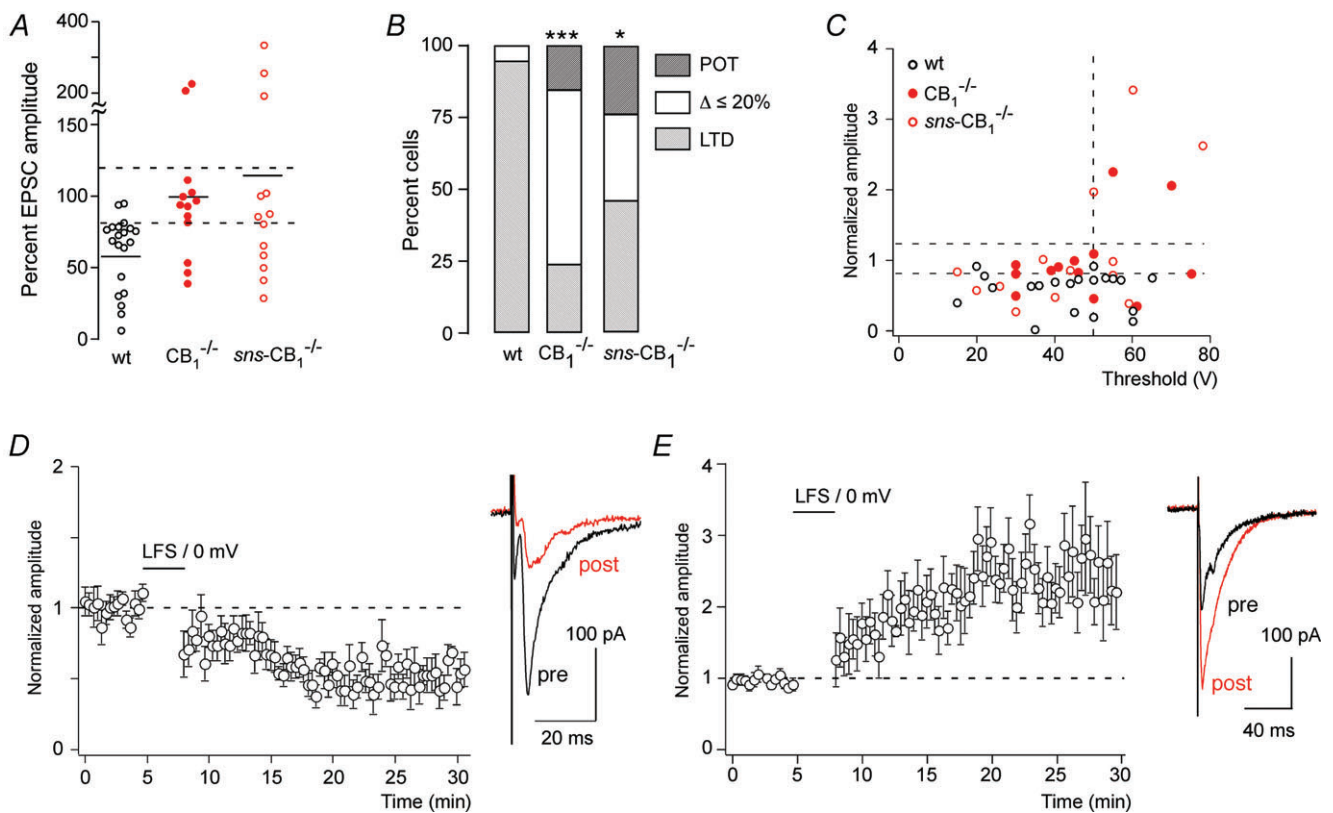 A
Percent EPSC amplitude
400
200
150
100
50
0
wt
CB1-/-
sns-CB1-/-
B
Percent cells
100
75
50
25
0
***
*
wt
CB1-/-
sns-CB1-/-
POT
Δ ≤ 20%
LTD
C
Normalized amplitude
4
3
2
1
0
wt
CB1-/-
sns-CB1-/-
0
20
40
60
80
Threshold (V)
D
Normalized amplitude
2
1
0
LFS / 0 mV
0
5
10
15
20
25
30
Time (min)
post
pre
100 pA
20 ms
E
Normalized amplitude
4
3
2
1
0
LFS / 0 mV
0
5
10
15
20
25
30
Time (min)
pre
post
100 pA
40 ms